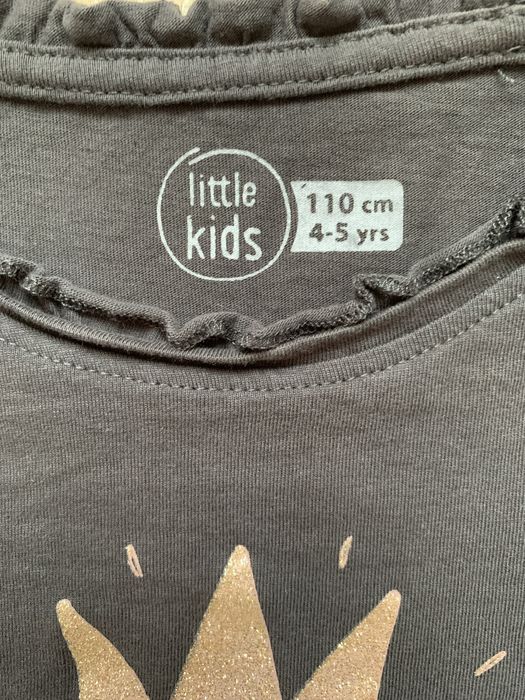 little
kids
110 cm
4-5 yrs